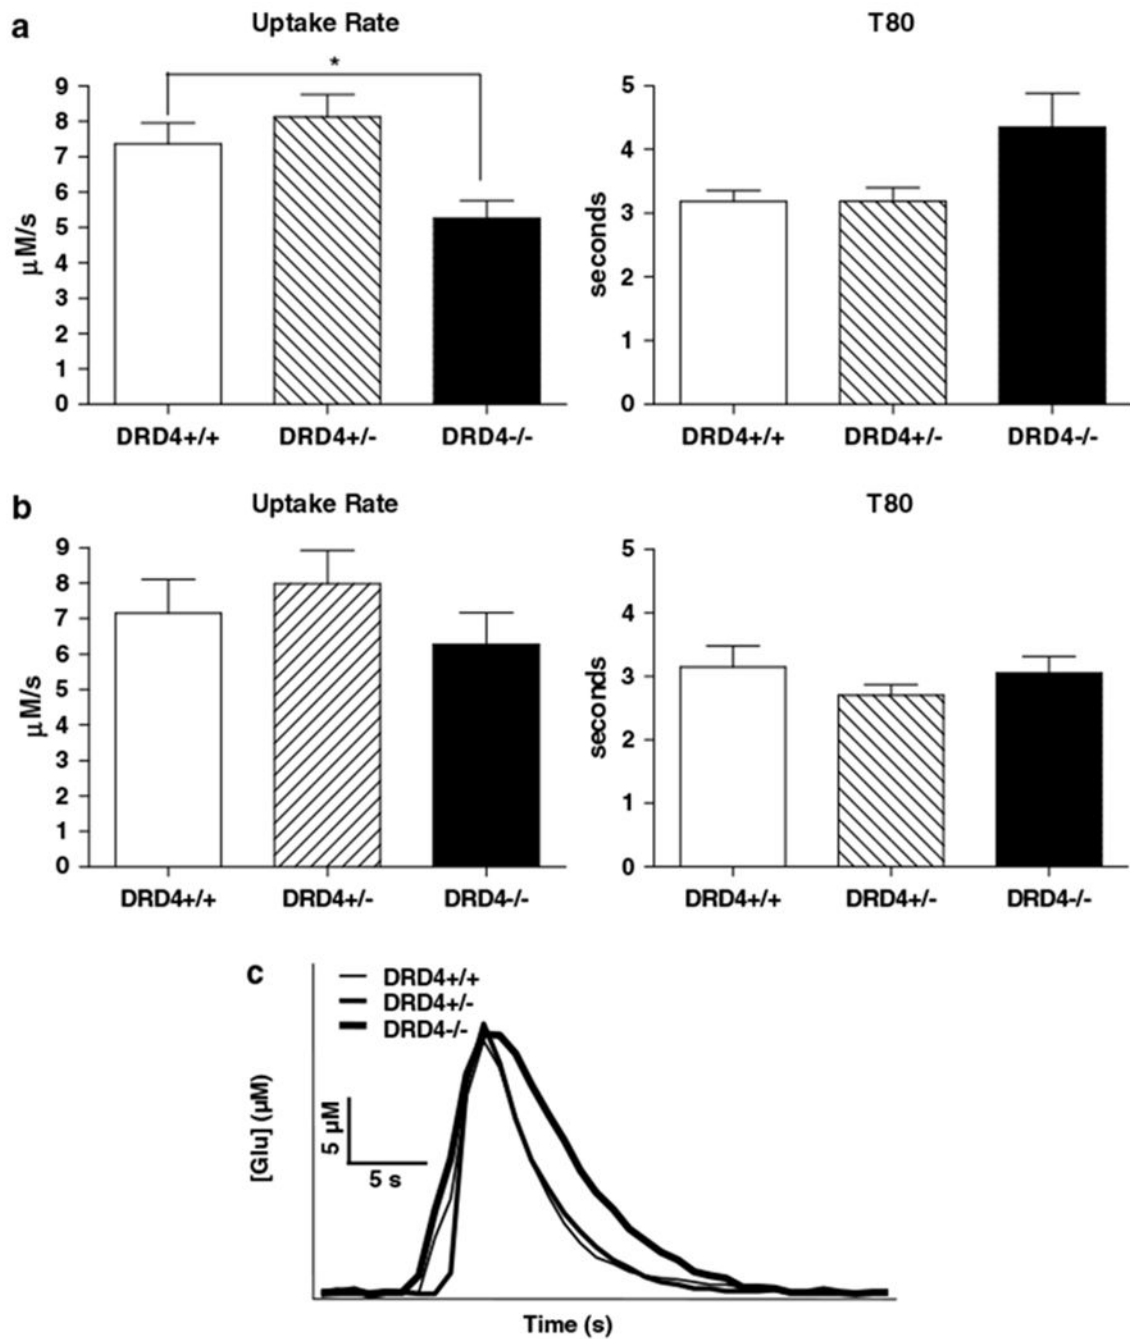 a
Uptake Rate
T80
*
9
8
7
6
5
4
3
2
1
0
μM/s
DRD4+/+ DRD4+/- DRD4-/-
5
4
3
2
1
0
seconds
DRD4+/+ DRD4+/- DRD4-/-
b
Uptake Rate
T80
9
8
7
6
5
4
3
2
1
0
μM/s
DRD4+/+ DRD4+/- DRD4-/-
5
4
3
2
1
0
seconds
DRD4+/+ DRD4+/- DRD4-/-
c
DRD4+/+
DRD4+/-
DRD4-/-
[Glu] (μM)
5 μM
5 s
Time (s)